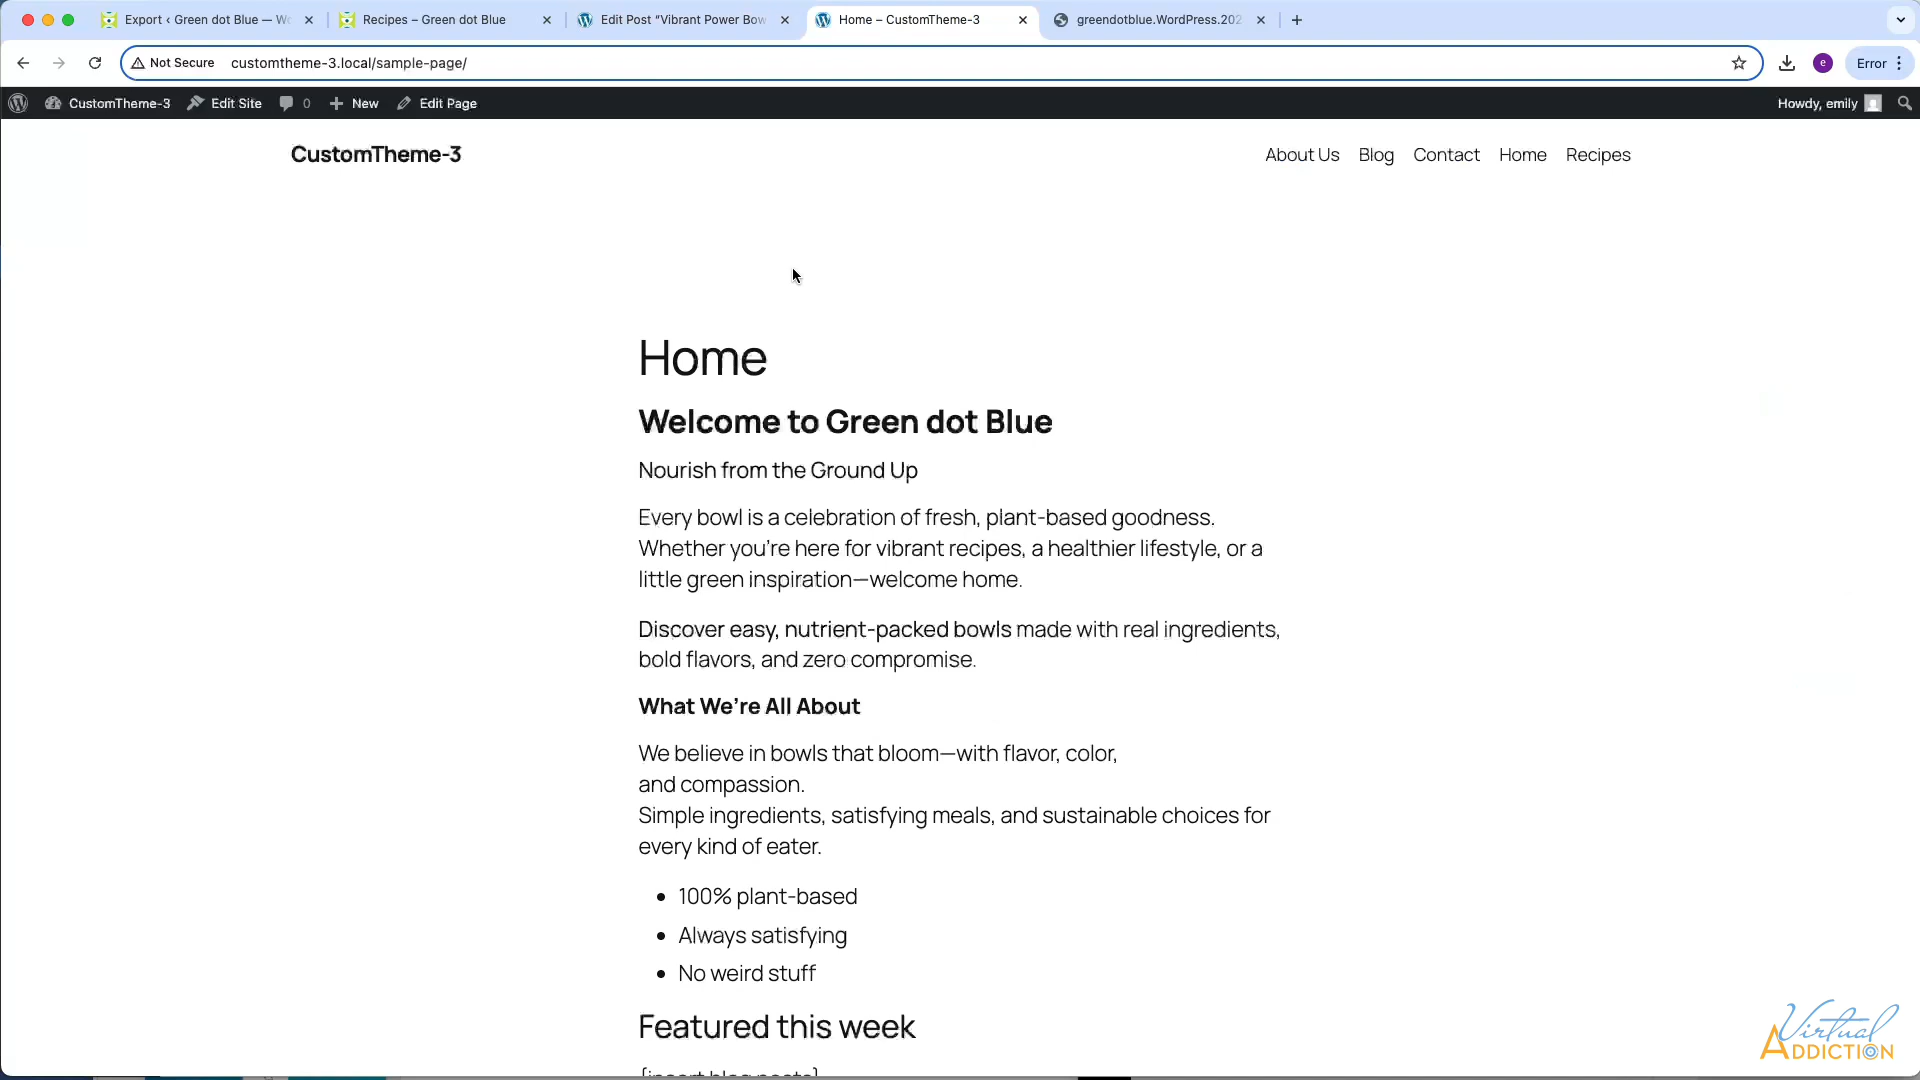 Export ‹ Green dot Blue — Wo
Recipes – Green dot Blue
Edit Post “Vibrant Power Bow
Home – CustomTheme-3
greendotblue.WordPress.202
Not Secure
customtheme-3.local/sample-page/
e
Error
CustomTheme-3
Edit Site
0
New
Edit Page
Howdy, emily
CustomTheme-3
About Us
Blog
Contact
Home
Recipes
Home
Welcome to Green dot Blue
Nourish from the Ground Up
Every bowl is a celebration of fresh, plant-based goodness.
Whether you’re here for vibrant recipes, a healthier lifestyle, or a
little green inspiration—welcome home.
Discover easy, nutrient-packed bowls made with real ingredients,
bold flavors, and zero compromise.
What We’re All About
We believe in bowls that bloom—with flavor, color,
and compassion.
Simple ingredients, satisfying meals, and sustainable choices for
every kind of eater.
• 100% plant-based
• Always satisfying
• No weird stuff
Featured this week
{insert blog posts}
Virtual
ADDICTION